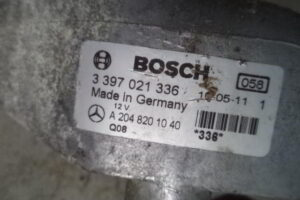 BOSCH
3 397 021 336 058
Made in Germany 10-05-11 1
12 V
A 204 820 10 40
Q08 *336*